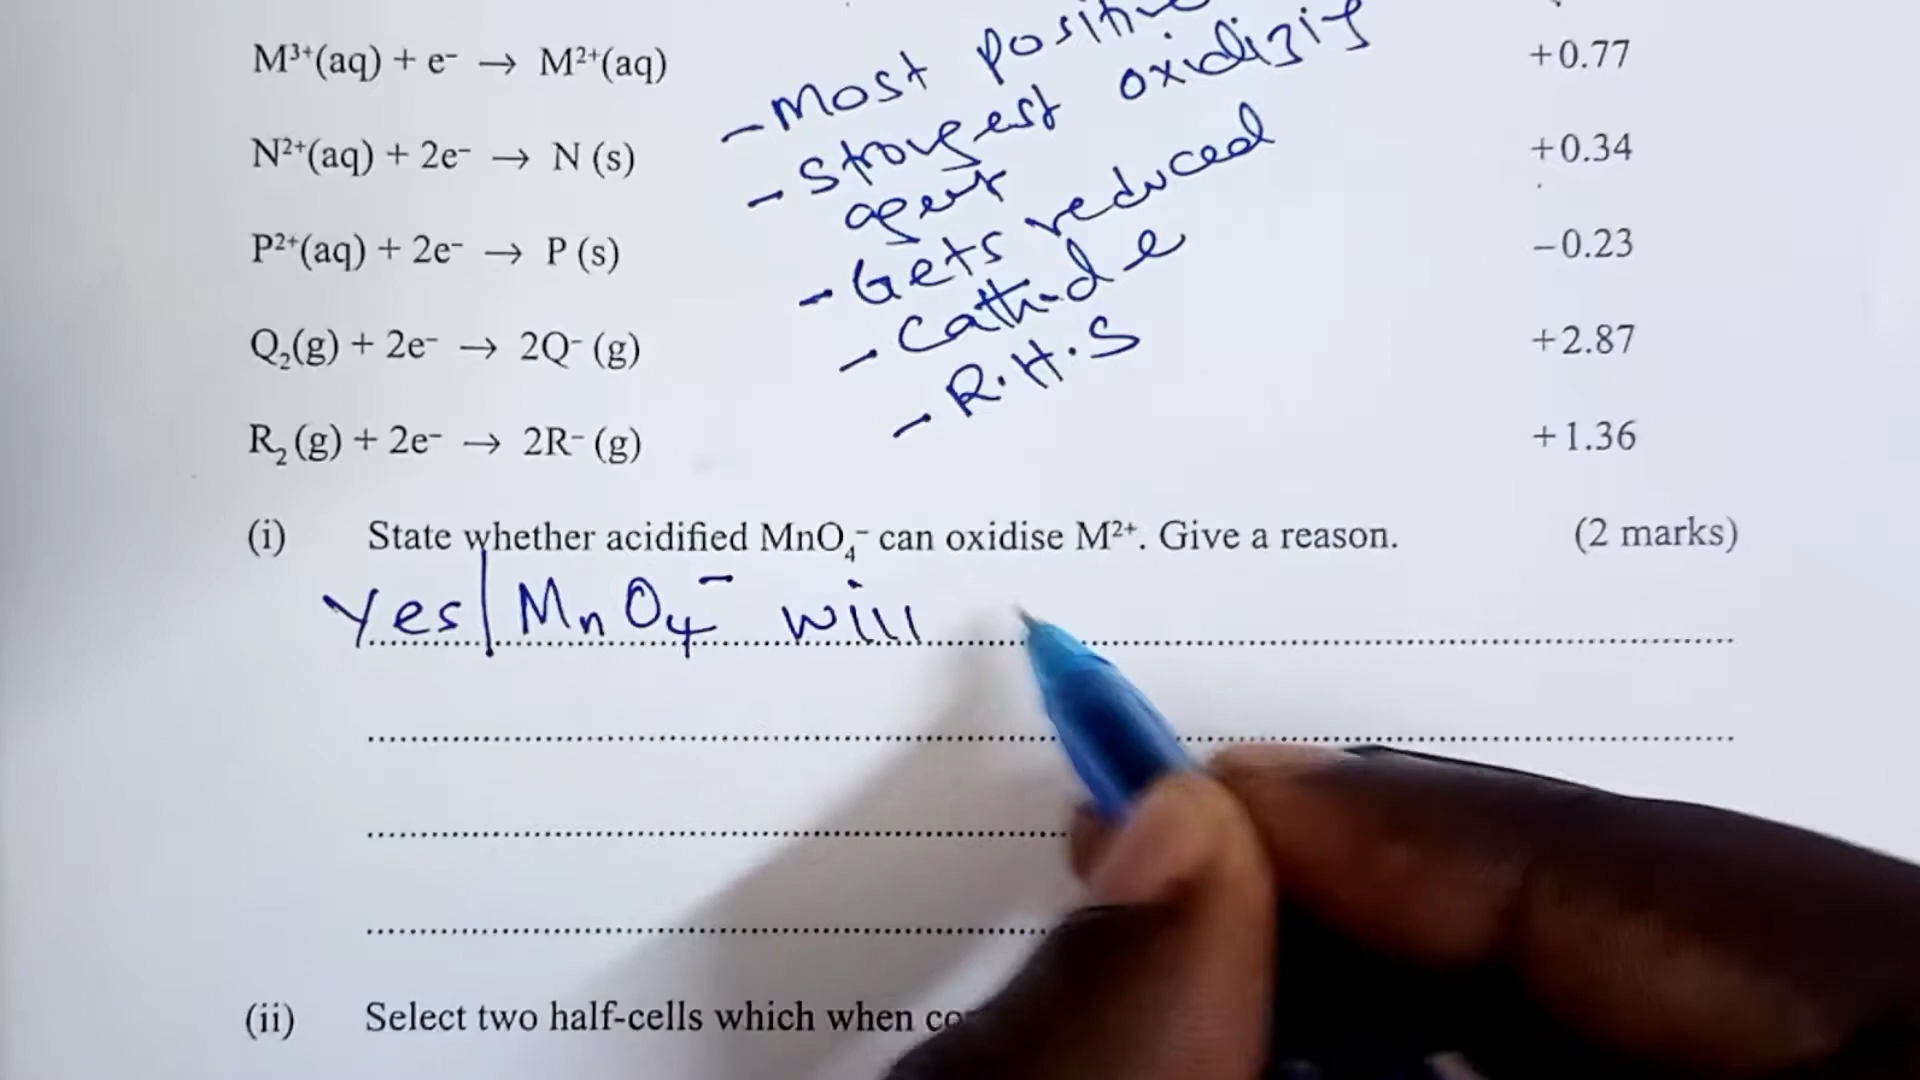 M³⁺(aq) + e⁻ → M²⁺(aq) +0.77
- Most
- Strongest oxidizig
agent
N²⁺(aq) + 2e⁻ → N (s) +0.34
- Gets reduced
P²⁺(aq) + 2e⁻ → P (s) −0.23
- Cathode
Q₂(g) + 2e⁻ → 2Q⁻ (g) +2.87
- R.H.S
R₂ (g) + 2e⁻ → 2R⁻ (g) +1.36
(i) State whether acidified MnO₄⁻ can oxidise M²⁺. Give a reason. (2 marks)
Yes | MnO₄⁻ will
(ii) Select two half-cells which when